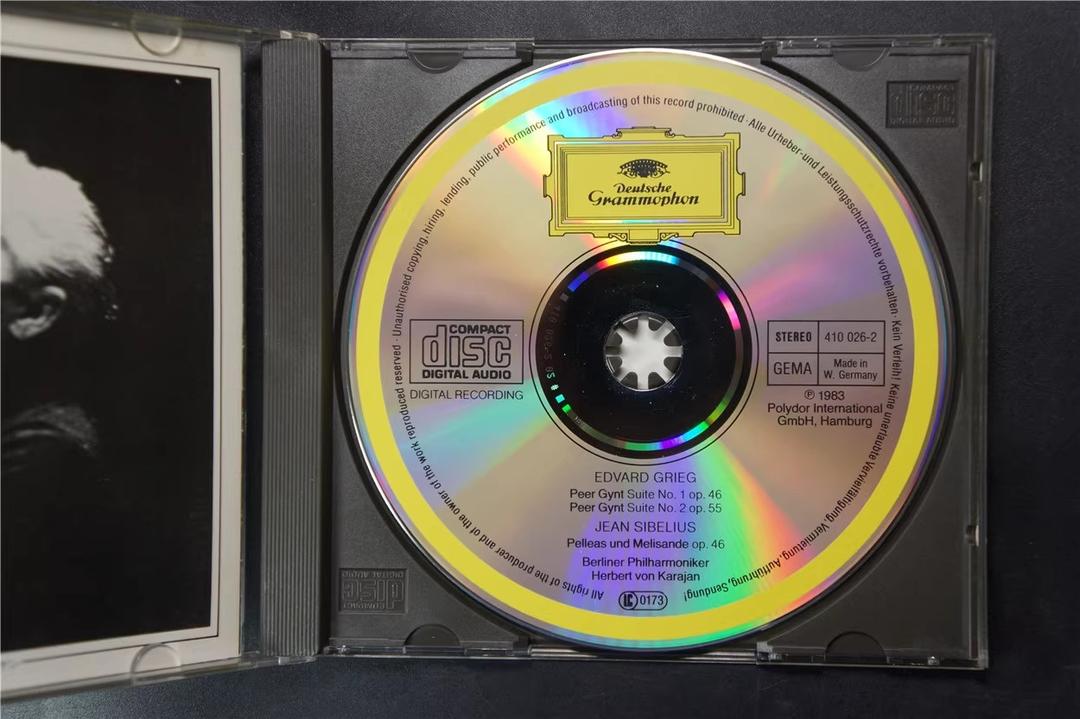 All rights of the producer and of the owner of the work reproduced reserved · Unauthorised copying, hiring, lending, public performance and broadcasting of this record prohibited · Alle Urheber-und Leistungsschutzrechte vorbehalten · Kein Verleih! Keine unerlaubte Vervielfältigung, Vermietung, Aufführung, Sendung!
Deutsche
Grammophon
COMPACT
disc
DIGITAL AUDIO
DIGITAL RECORDING
STEREO
410 026-2
GEMA
Made in
W. Germany
℗ 1983
Polydor International
GmbH, Hamburg
EDVARD GRIEG
Peer Gynt Suite No. 1 op. 46
Peer Gynt Suite No. 2 op. 55
JEAN SIBELIUS
Pelleas und Melisande op. 46
Berliner Philharmoniker
Herbert von Karajan
LC 0173
COMPACT
disc
DIGITAL AUDIO
COMPACT
disc
DIGITAL AUDIO